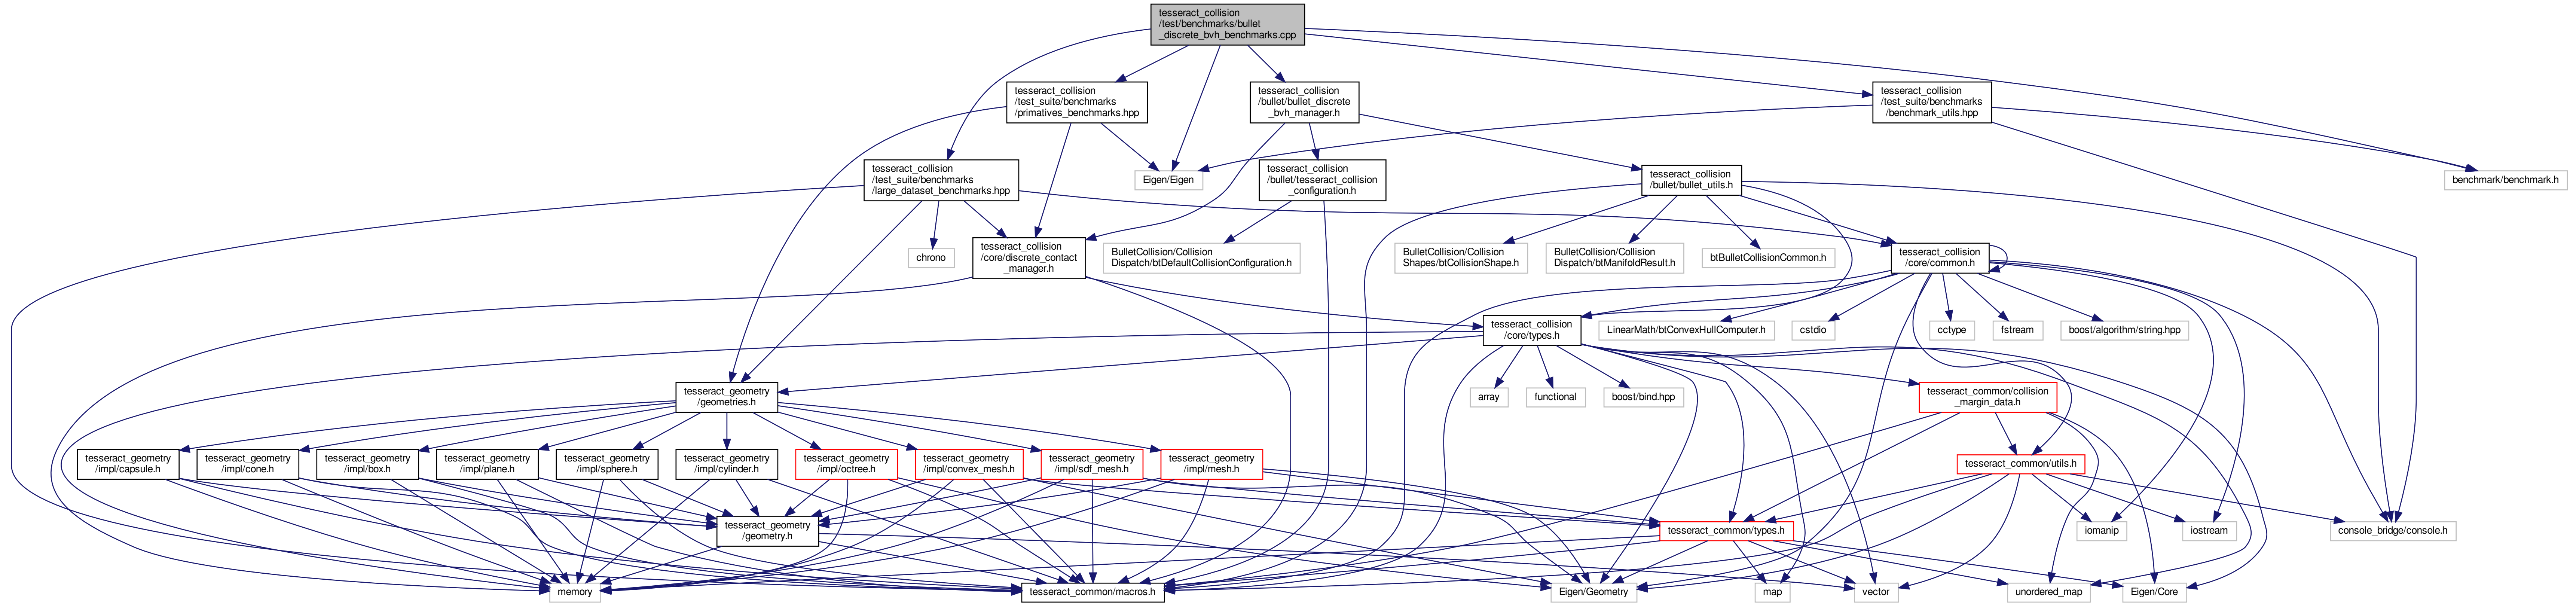 tesseract_collision
/test/benchmarks/bullet
_discrete_bvh_benchmarks.cpp
tesseract_collision
/test_suite/benchmarks
/primatives_benchmarks.hpp
tesseract_collision
/bullet/bullet_discrete
_bvh_manager.h
tesseract_collision
/test_suite/benchmarks
/benchmark_utils.hpp
tesseract_collision
/test_suite/benchmarks
/large_dataset_benchmarks.hpp
Eigen/Eigen
tesseract_collision
/bullet/tesseract_collision
_configuration.h
tesseract_collision
/bullet/bullet_utils.h
benchmark/benchmark.h
chrono
tesseract_collision
/core/discrete_contact
_manager.h
BulletCollision/Collision
Dispatch/btDefaultCollisionConfiguration.h
BulletCollision/Collision
Shapes/btCollisionShape.h
BulletCollision/Collision
Dispatch/btManifoldResult.h
btBulletCollisionCommon.h
tesseract_collision
/core/common.h
tesseract_collision
/core/types.h
LinearMath/btConvexHullComputer.h
cstdio
cctype
fstream
boost/algorithm/string.hpp
tesseract_geometry
/geometries.h
array
functional
boost/bind.hpp
tesseract_common/collision
_margin_data.h
tesseract_geometry
/impl/capsule.h
tesseract_geometry
/impl/cone.h
tesseract_geometry
/impl/box.h
tesseract_geometry
/impl/plane.h
tesseract_geometry
/impl/sphere.h
tesseract_geometry
/impl/cylinder.h
tesseract_geometry
/impl/octree.h
tesseract_geometry
/impl/convex_mesh.h
tesseract_geometry
/impl/sdf_mesh.h
tesseract_geometry
/impl/mesh.h
tesseract_common/utils.h
tesseract_geometry
/geometry.h
tesseract_common/types.h
iomanip
iostream
console_bridge/console.h
memory
tesseract_common/macros.h
Eigen/Geometry
map
vector
unordered_map
Eigen/Core